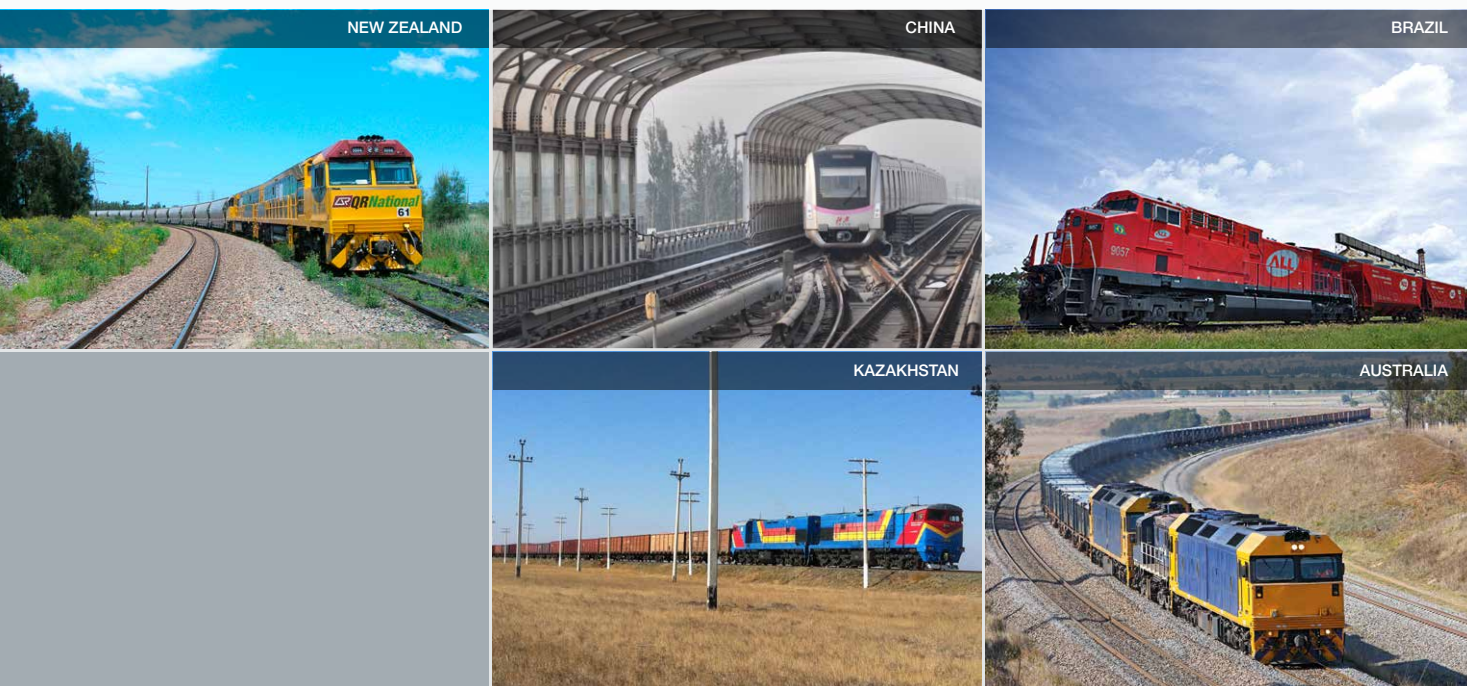 NEW ZEALAND
CHINA
BRAZIL
QRNational
61
9057
ALL
KAZAKHSTAN
AUSTRALIA